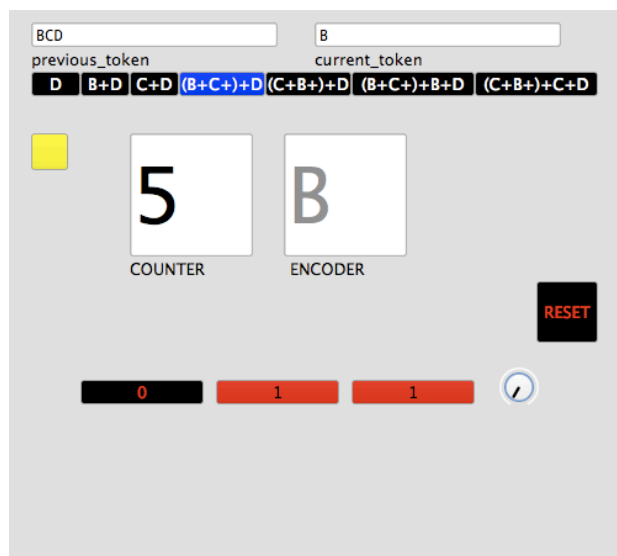 BCD B
previous_token current_token
D B+D C+D (B+C+)+D (C+B+)+D (B+C+)+B+D (C+B+)+C+D
5 B
COUNTER ENCODER
RESET
0 1 1